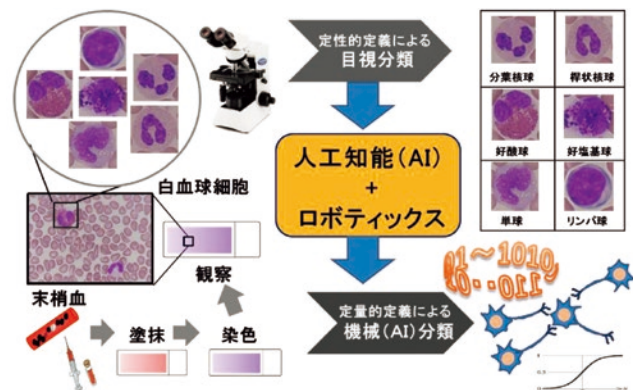 定性的定義による
目視分類
分葉核球
桿状核球
好酸球
好塩基球
単球
リンパ球
人工知能(AI)
+
ロボティックス
白血球細胞
観察
末梢血
塗抹
染色
定量的定義による
機械(AI)分類
01～1010,